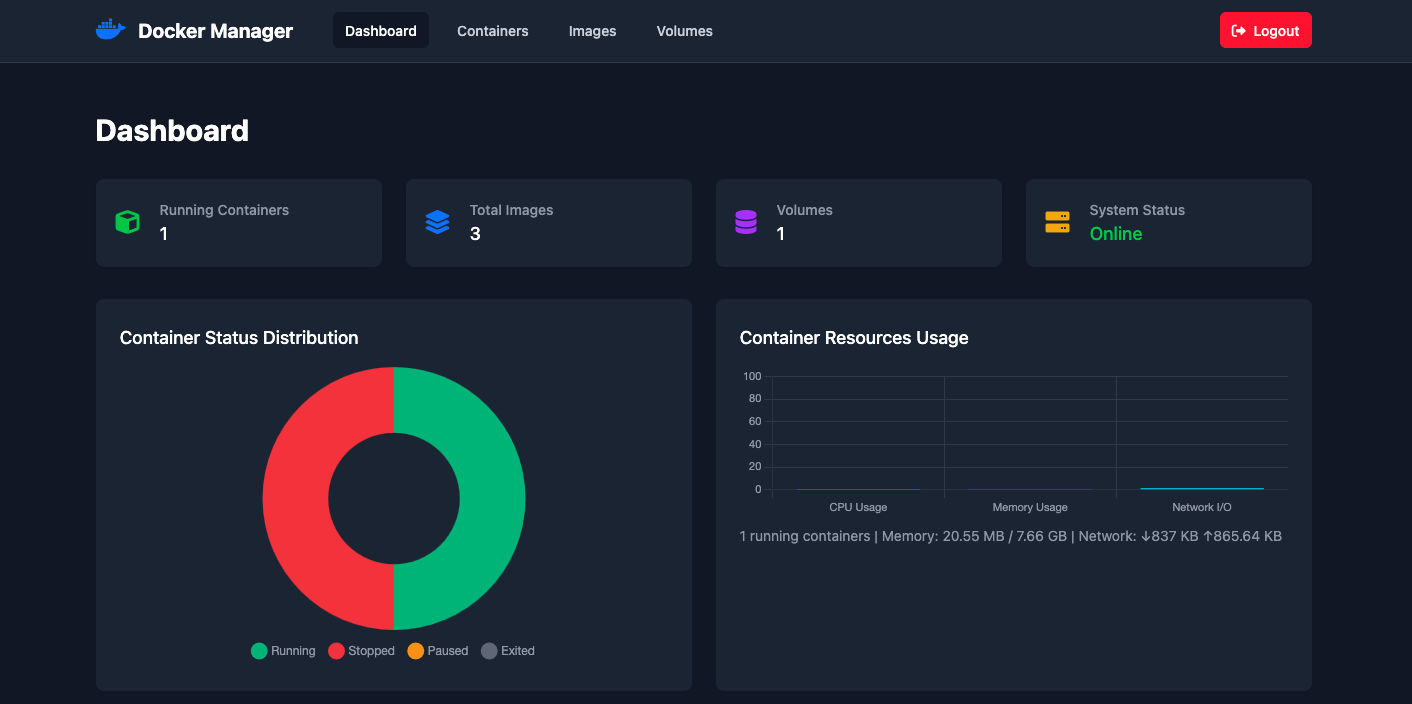 Docker Manager
Dashboard
Containers
Images
Volumes
Logout
Dashboard
Running Containers
1
Total Images
3
Volumes
1
System Status
Online
Container Status Distribution
Running
Stopped
Paused
Exited
Container Resources Usage
100
80
60
40
20
0
CPU Usage
Memory Usage
Network I/O
1 running containers | Memory: 20.55 MB / 7.66 GB | Network: ↓837 KB ↑865.64 KB